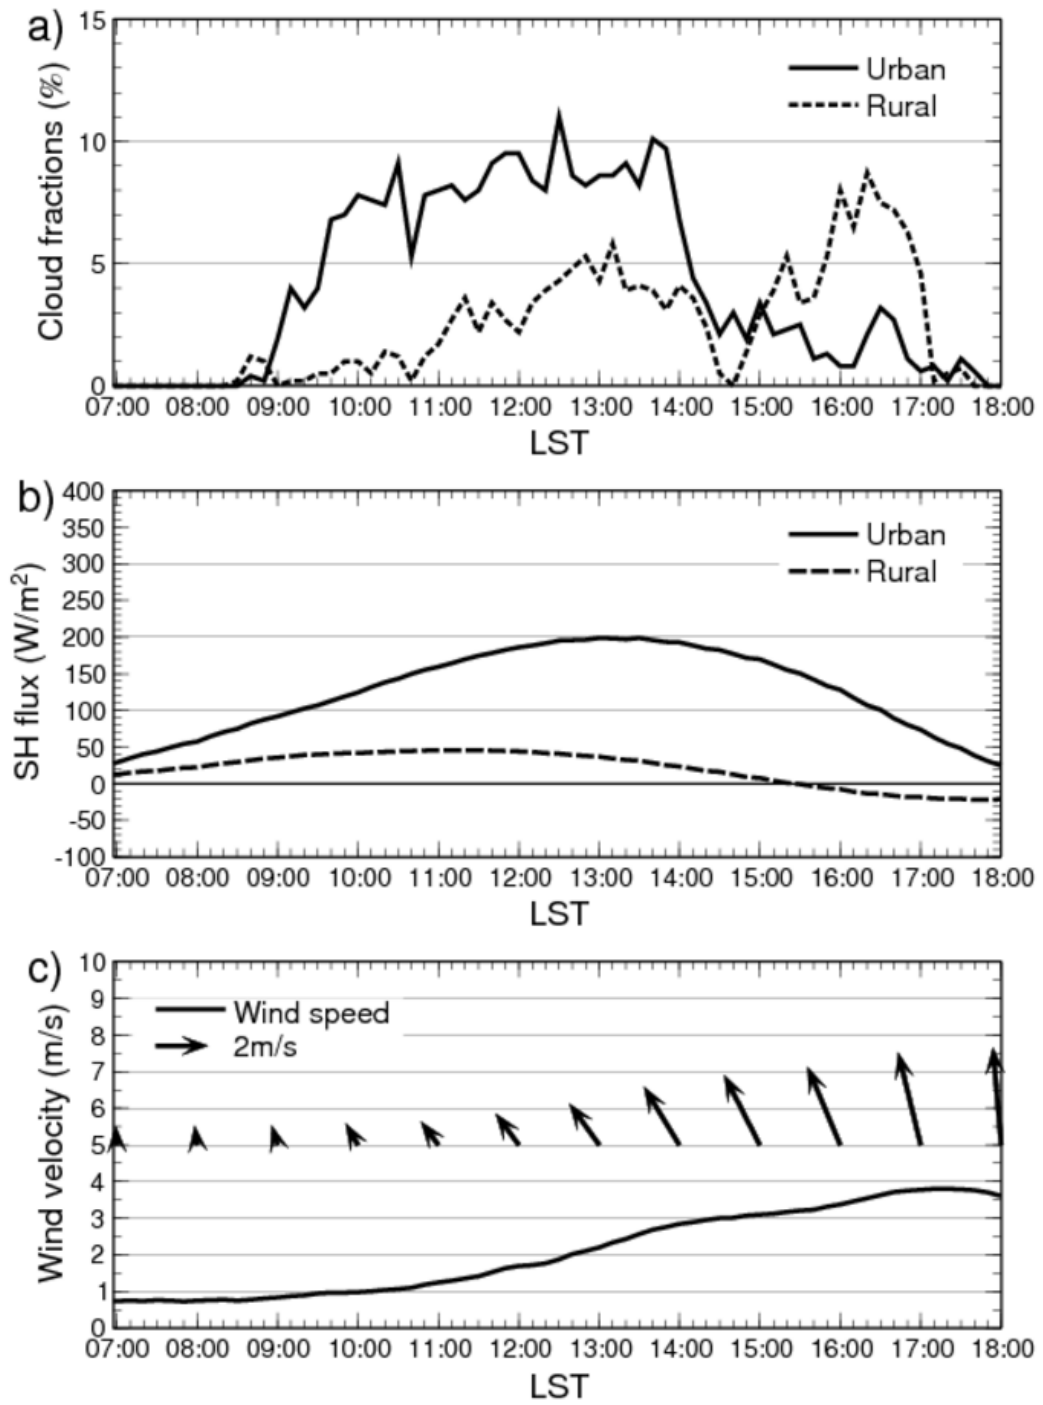 a)
Cloud fractions (%)
15
10
5
0
Urban
Rural
07:00 08:00 09:00 10:00 11:00 12:00 13:00 14:00 15:00 16:00 17:00 18:00
LST
b)
SH flux (W/m²)
400
350
300
250
200
150
100
50
0
-50
-100
Urban
Rural
07:00 08:00 09:00 10:00 11:00 12:00 13:00 14:00 15:00 16:00 17:00 18:00
LST
c)
Wind velocity (m/s)
10
9
8
7
6
5
4
3
2
1
0
Wind speed
2m/s
07:00 08:00 09:00 10:00 11:00 12:00 13:00 14:00 15:00 16:00 17:00 18:00
LST